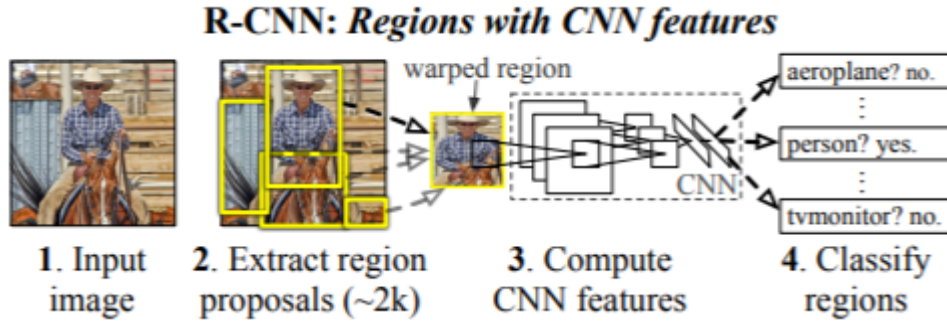 R-CNN: Regions with CNN features
warped region
aeroplane? no.
person? yes.
tvmonitor? no.
CNN
1. Input image
2. Extract region proposals (~2k)
3. Compute CNN features
4. Classify regions